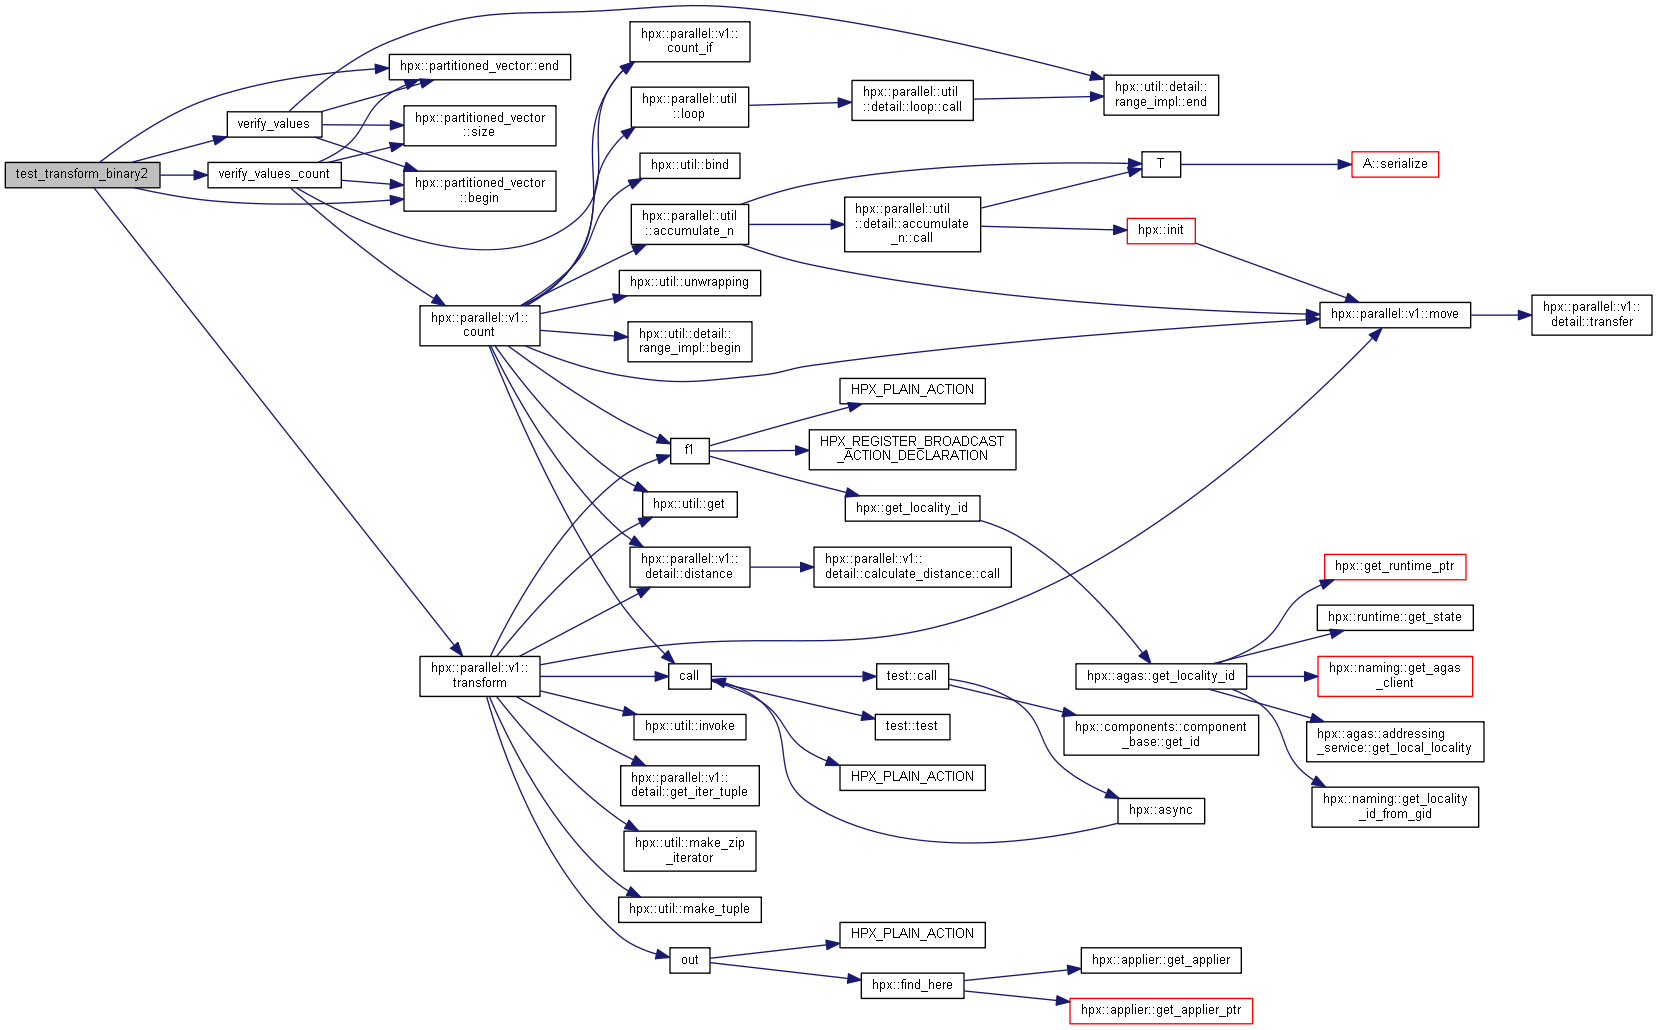 test_transform_binary2
verify_values
verify_values_count
hpx::partitioned_vector::end
hpx::partitioned_vector
::size
hpx::partitioned_vector
::begin
hpx::parallel::v1::
count
hpx::parallel::v1::
transform
hpx::parallel::v1::
count_if
hpx::parallel::util
::loop
hpx::util::bind
hpx::parallel::util
::accumulate_n
hpx::util::unwrapping
hpx::util::detail::
range_impl::begin
f1
hpx::util::get
hpx::parallel::v1::
detail::distance
call
hpx::util::invoke
hpx::parallel::v1::
detail::get_iter_tuple
hpx::util::make_zip
_iterator
hpx::util::make_tuple
out
hpx::parallel::util
::detail::loop::call
hpx::parallel::util
::detail::accumulate
_n::call
HPX_PLAIN_ACTION
HPX_REGISTER_BROADCAST
_ACTION_DECLARATION
hpx::get_locality_id
hpx::parallel::v1::
detail::calculate_distance::call
test::call
test::test
HPX_PLAIN_ACTION
HPX_PLAIN_ACTION
hpx::find_here
hpx::util::detail::
range_impl::end
T
hpx::init
hpx::agas::get_locality_id
hpx::components::component
_base::get_id
hpx::async
hpx::applier::get_applier
hpx::applier::get_applier_ptr
A::serialize
hpx::parallel::v1::move
hpx::get_runtime_ptr
hpx::runtime::get_state
hpx::naming::get_agas
_client
hpx::agas::addressing
_service::get_local_locality
hpx::naming::get_locality
_id_from_gid
hpx::parallel::v1::
detail::transfer